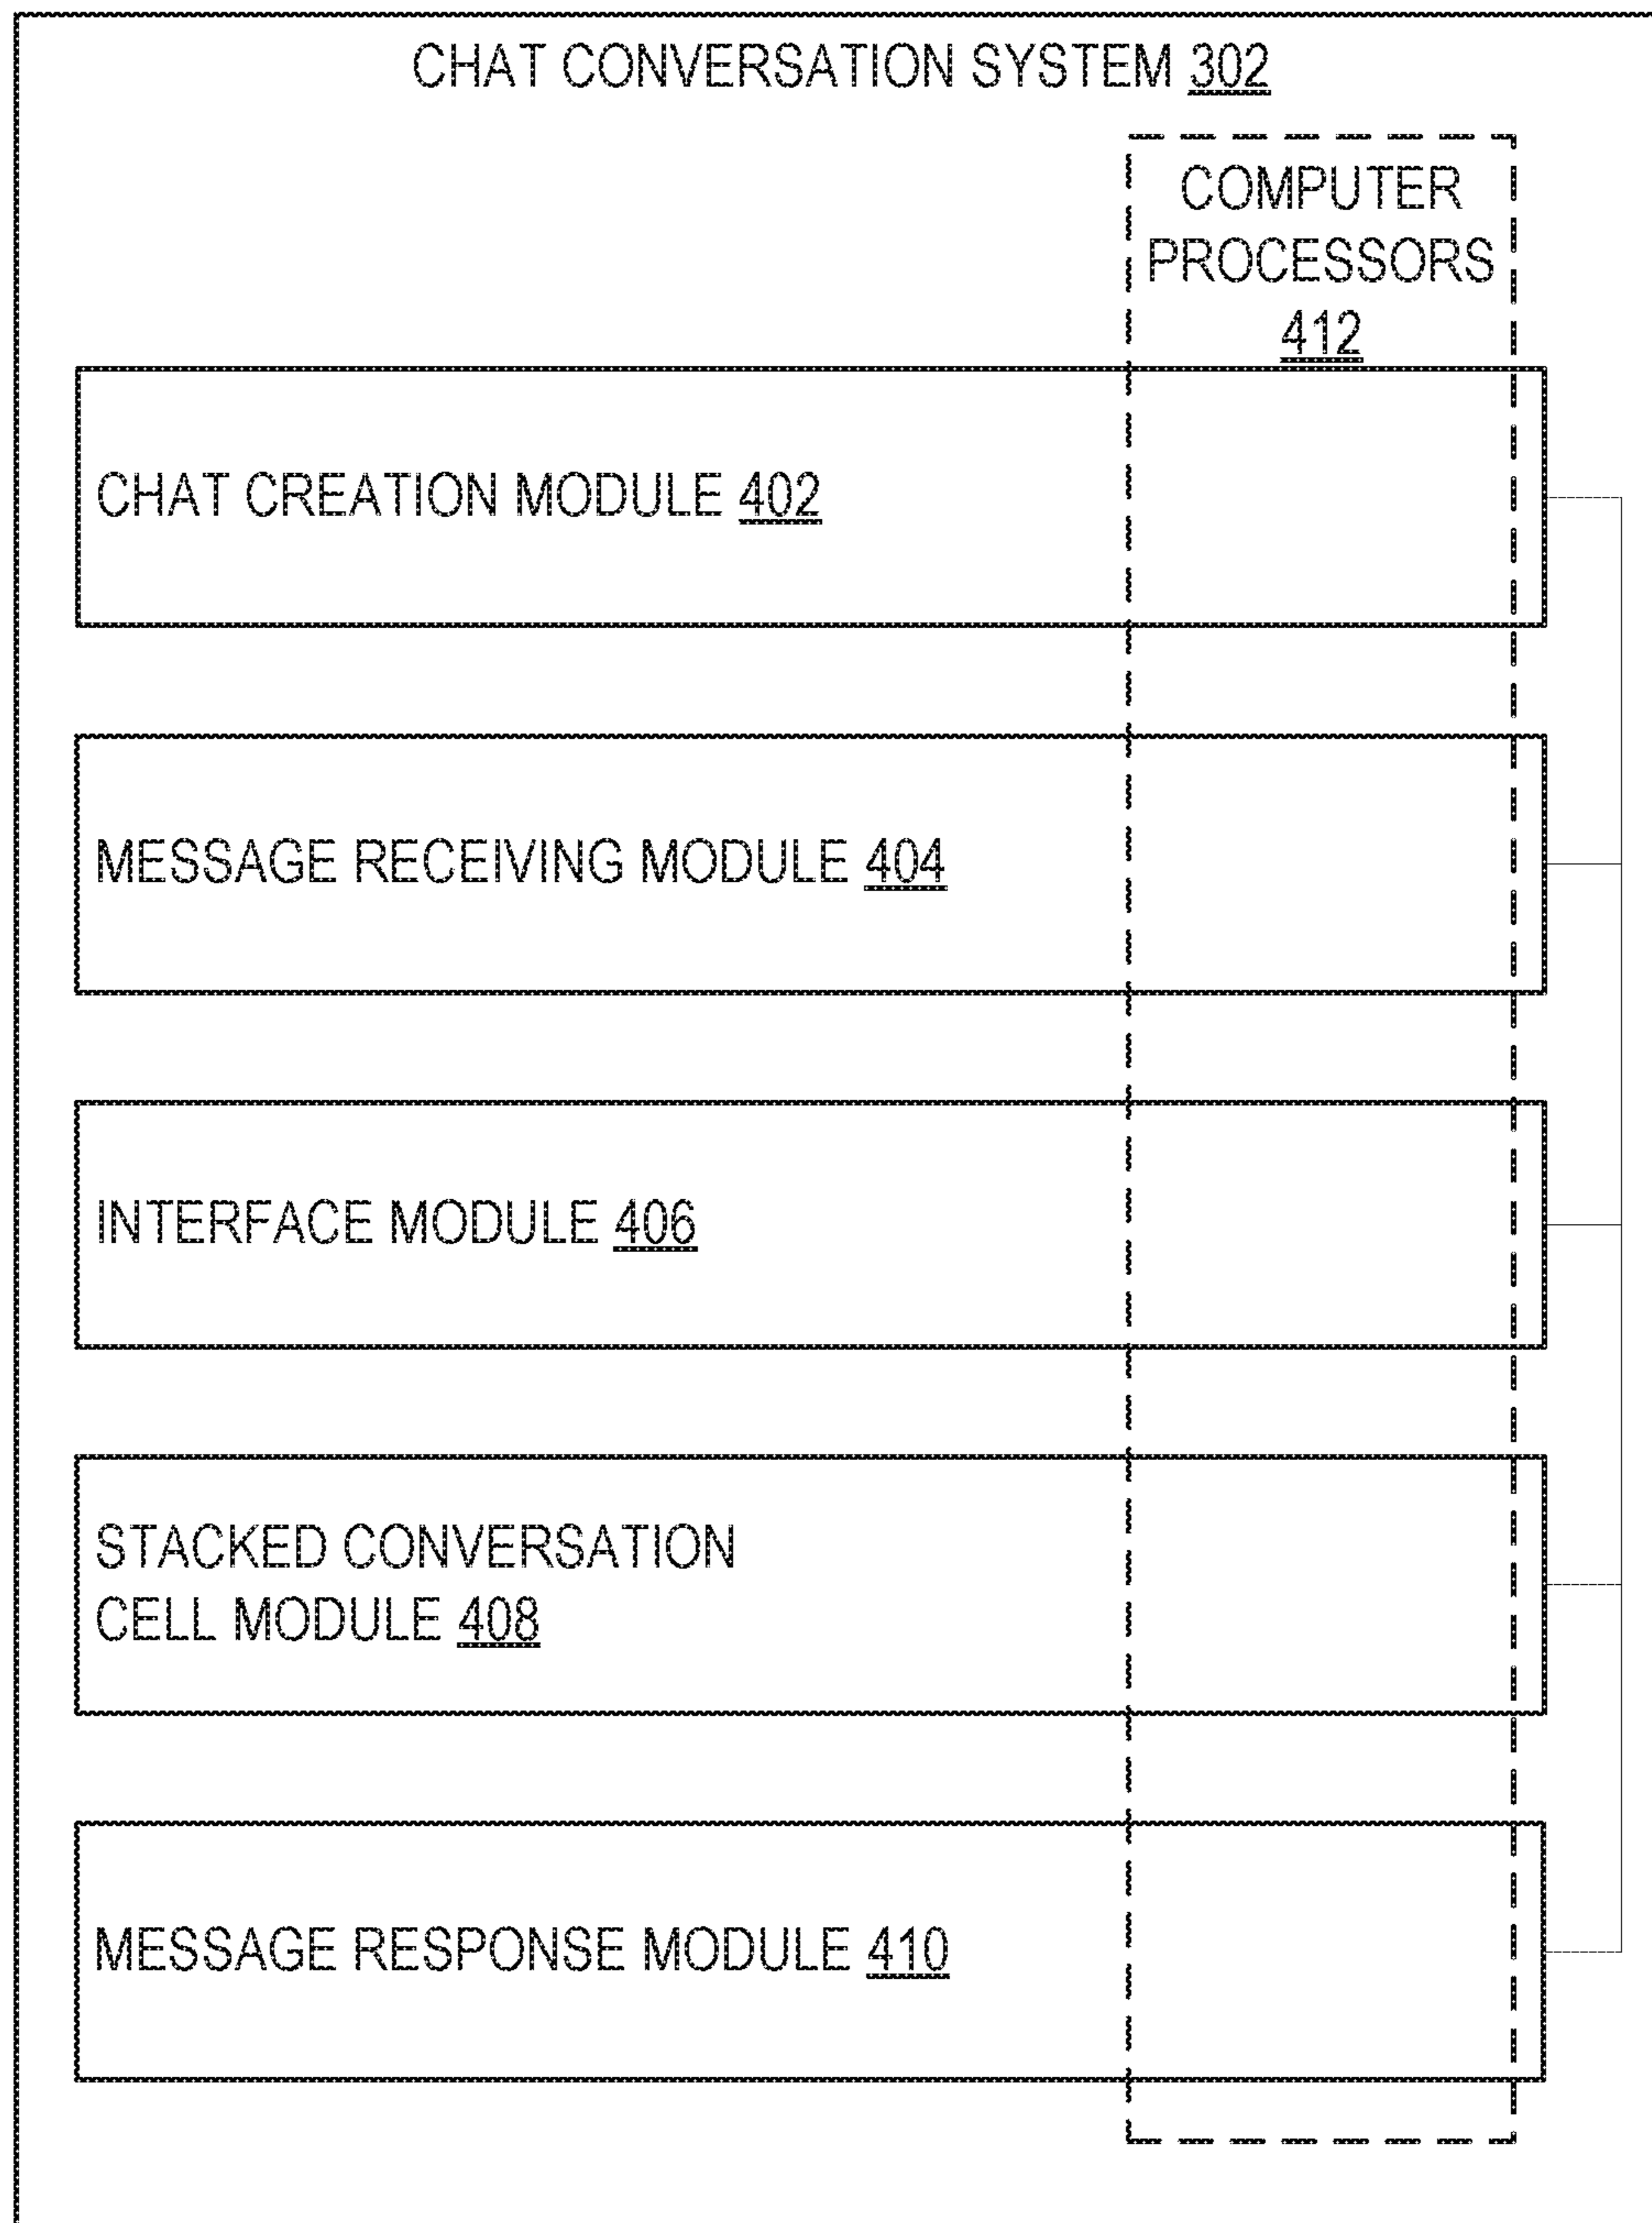 CHAT CONVERSATION SYSTEM 302
COMPUTER
PROCESSORS
412
CHAT CREATION MODULE 402
MESSAGE RECEIVING MODULE 404
INTERFACE MODULE 406
STACKED CONVERSATION
CELL MODULE 408
MESSAGE RESPONSE MODULE 410